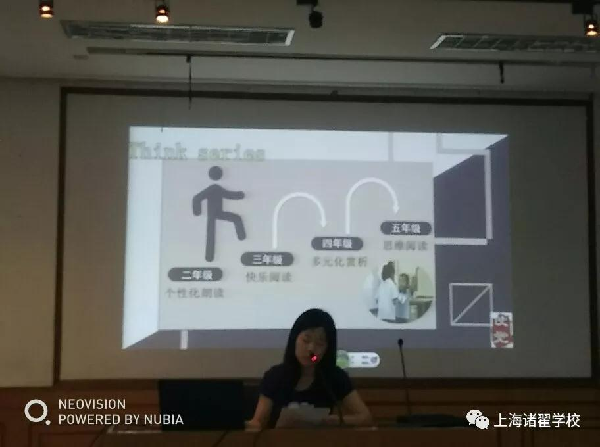 Think series
五年级
思维阅读
四年级
多元化赏析
三年级
快乐阅读
二年级
个性化朗读
NEOVISION
POWERED BY NUBIA
上海诸翟学校